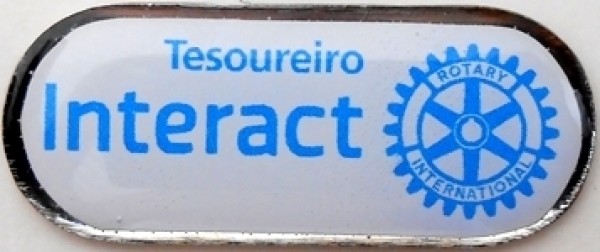 Tesoureiro
Interact
ROTARY
INTERNATIONAL